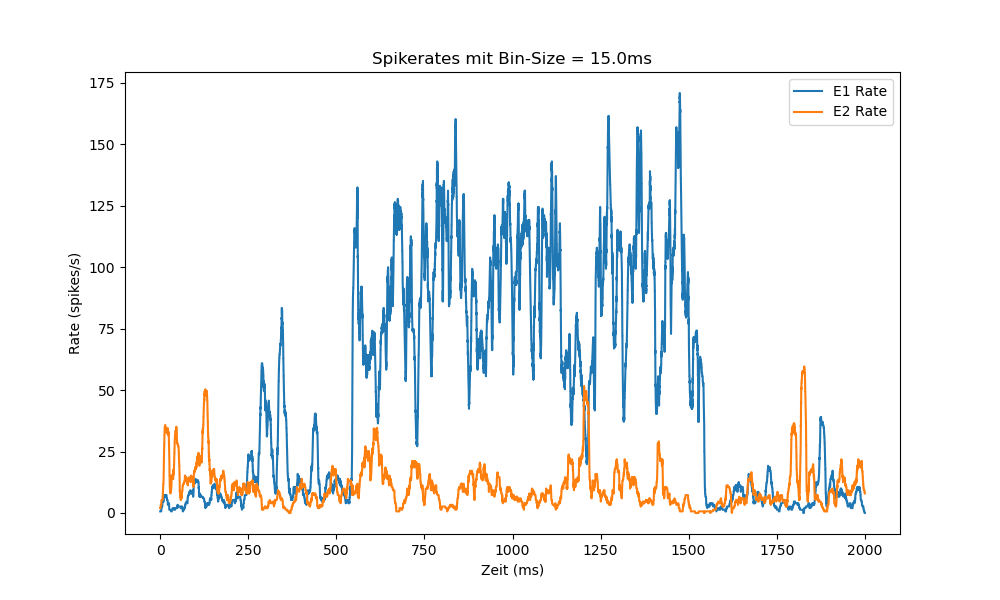 Spikerates mit Bin-Size = 15.0ms
E1 Rate
E2 Rate
175
150
125
100
75
50
25
0
Rate (spikes/s)
0 250 500 750 1000 1250 1500 1750 2000
Zeit (ms)